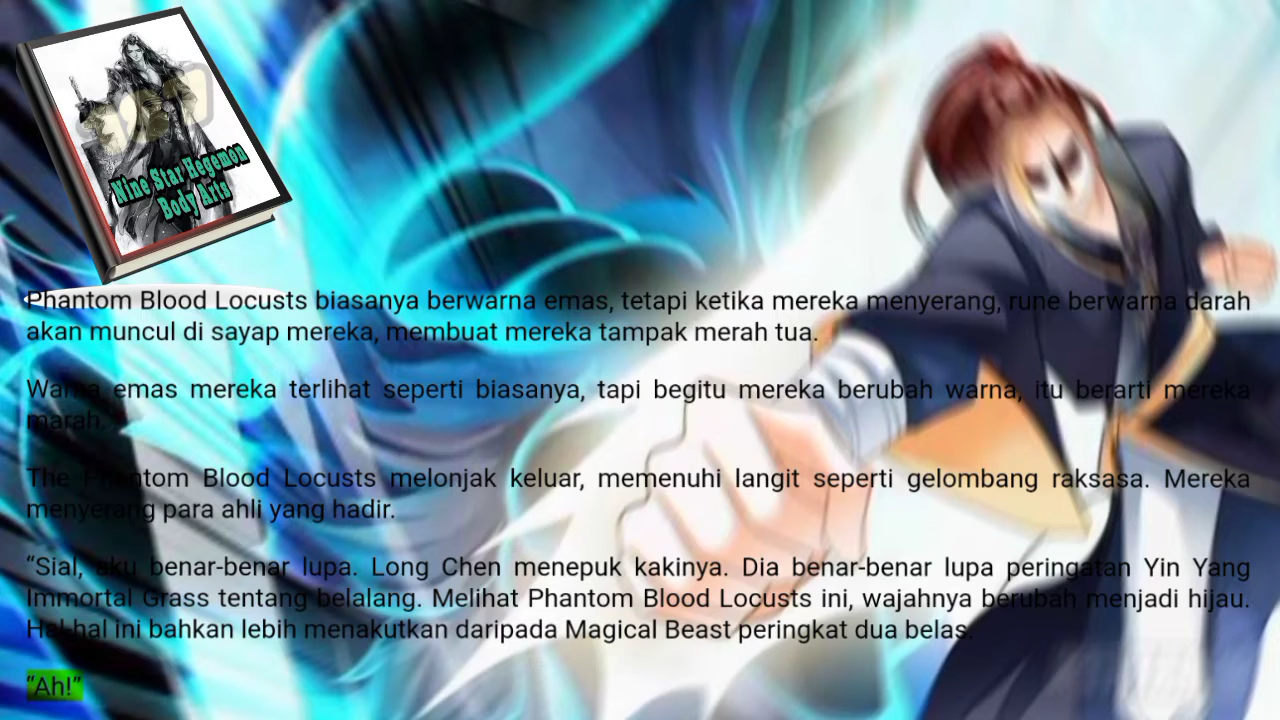 Nine Star Hegemon
Body Arts
Phantom Blood Locusts biasanya berwarna emas, tetapi ketika mereka menyerang, rune berwarna darah
akan muncul di sayap mereka, membuat mereka tampak merah tua.
Warna emas mereka terlihat seperti biasanya, tapi begitu mereka berubah warna, itu berarti mereka
marah.
The Phantom Blood Locusts melonjak keluar, memenuhi langit seperti gelombang raksasa. Mereka
menyerang para ahli yang hadir.
“Sial, aku benar-benar lupa. Long Chen menepuk kakinya. Dia benar-benar lupa peringatan Yin Yang
Immortal Grass tentang belalang. Melihat Phantom Blood Locusts ini, wajahnya berubah menjadi hijau.
Hal-hal ini bahkan lebih menakutkan daripada Magical Beast peringkat dua belas.
“Ah!”